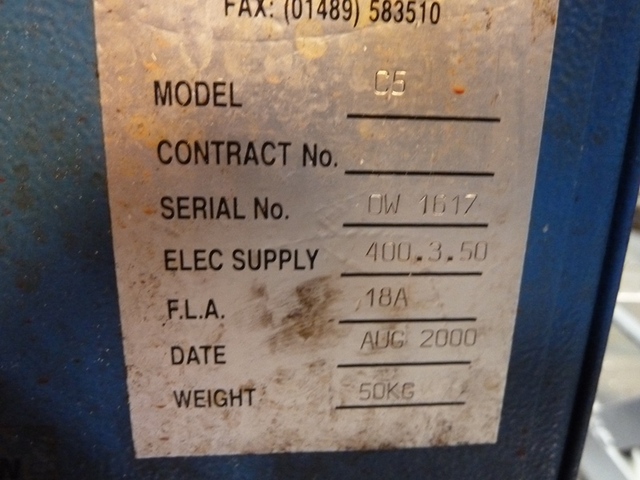 FAX: (01489) 583510
MODEL C5
CONTRACT No.
SERIAL No. OW 1617
ELEC SUPPLY 400.3.50
F.L.A. 18A
DATE AUG 2000
WEIGHT 50KG